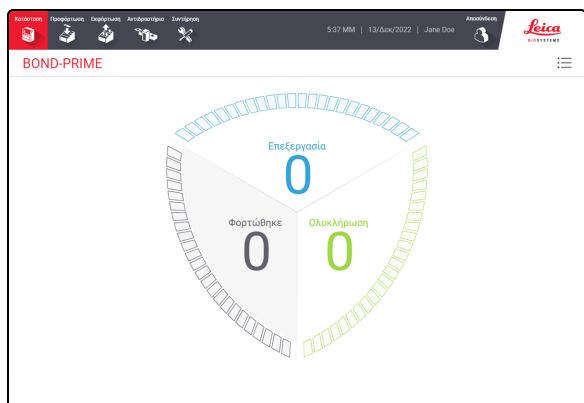 Κατάσταση Προφόρτωση Εκφόρτωση Αντιδραστήρια Συντήρηση
5:37 MM | 13/Δεκ/2022 | Jane Doe
Αποσύνδεση
Leica
BIOSYSTEMS
BOND-PRIME
Επεξεργασία
0
Φορτώθηκε
0
Ολοκλήρωση
0